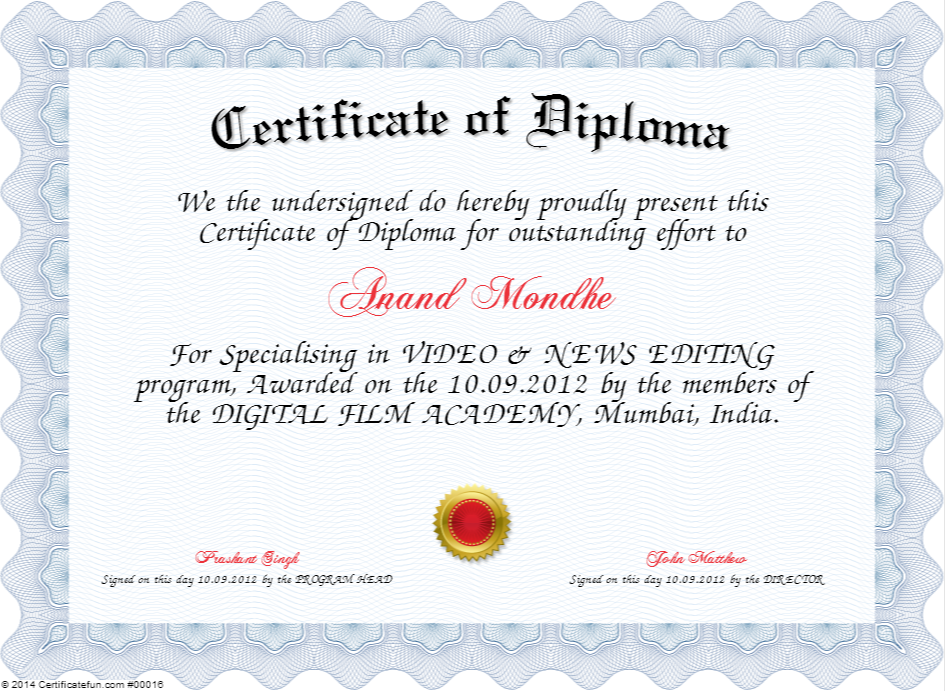 Certificate of Diploma
We the undersigned do hereby proudly present this
Certificate of Diploma for outstanding effort to
Anand Mondhe
For Specialising in VIDEO & NEWS EDITING
program, Awarded on the 10.09.2012 by the members of
the DIGITAL FILM ACADEMY, Mumbai, India.
Prashant Singh
Signed on this day 10.09.2012 by the PROGRAM HEAD
John Matthew
Signed on this day 10.09.2012 by the DIRECTOR
© 2014 Certificatefun.com #00016